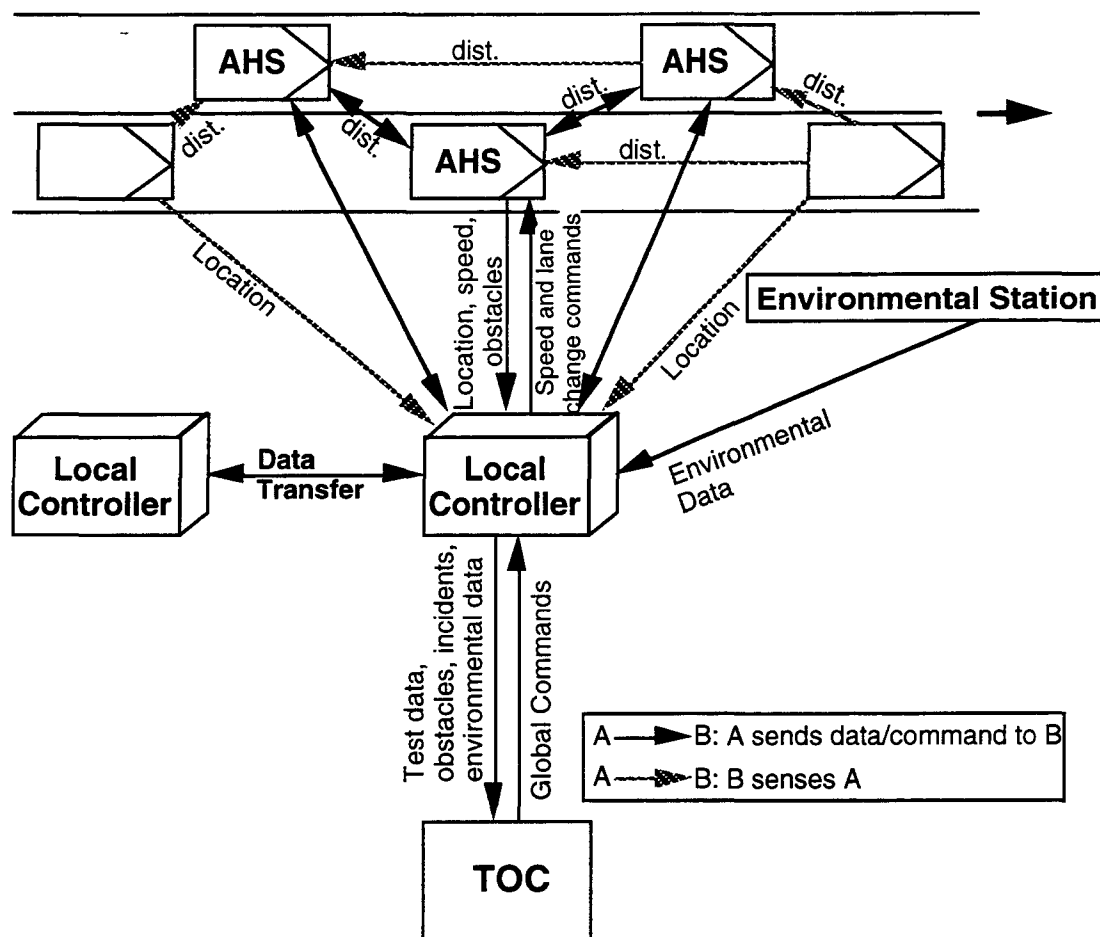 AHS
dist.
AHS
dist.
dist.
dist.
dist.
AHS
dist.
Location
Location, speed,
obstacles
Speed and lane
change commands
Location
Environmental Station
Environmental
Data
Local
Controller
Data
Transfer
Local
Controller
Test data,
obstacles, incidents,
environmental data
Global Commands
A B: A sends data/command to B
A B: B senses A
TOC